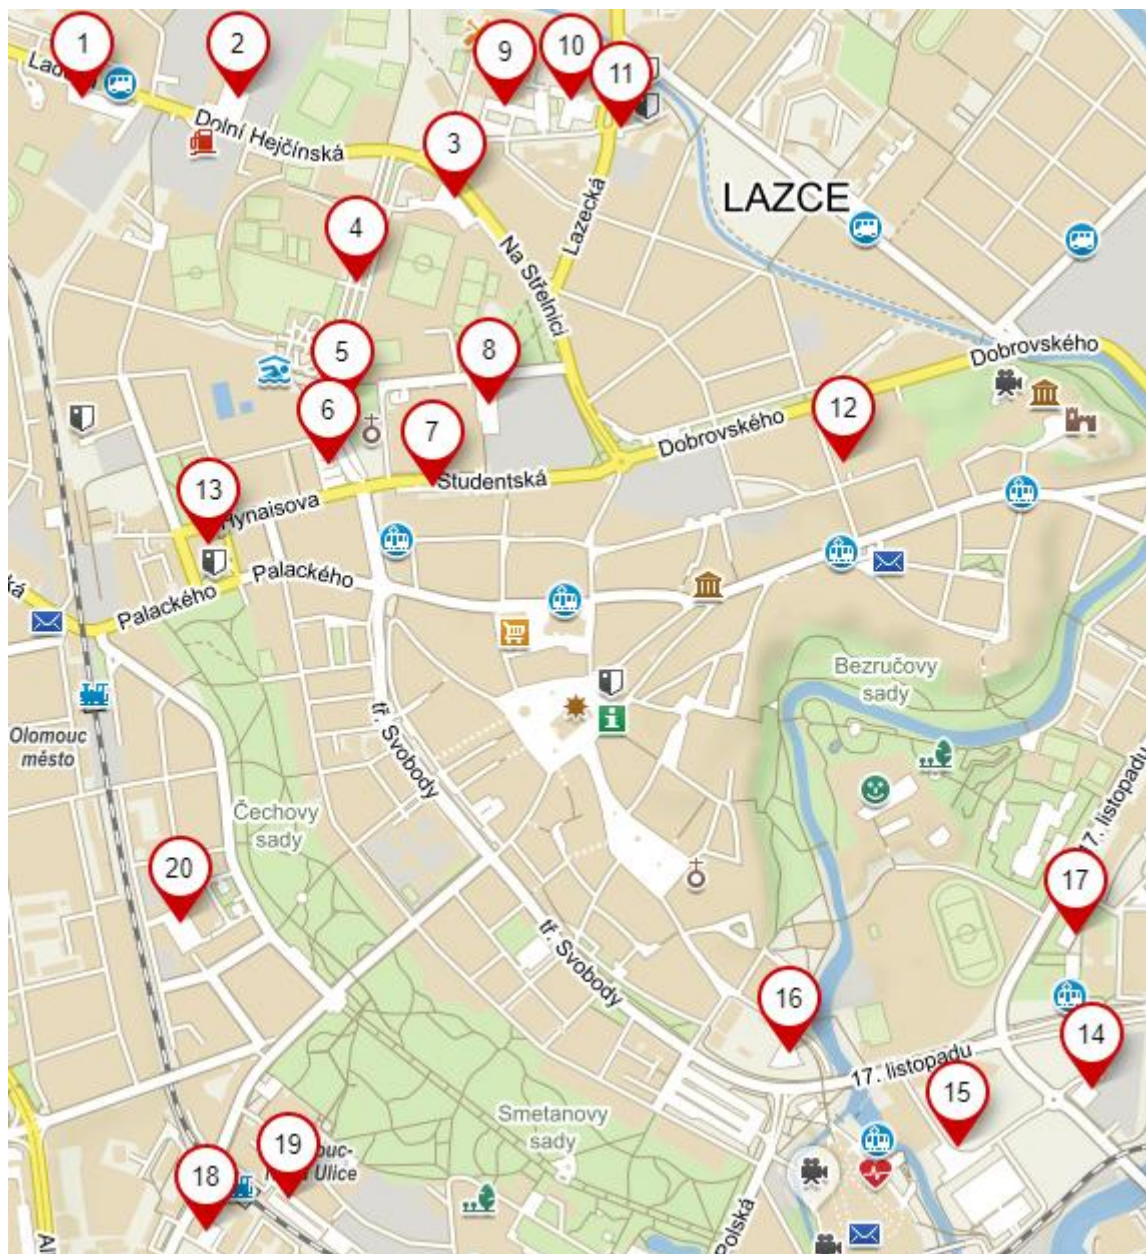 1
2
9
10
11
Ladova
Dolní Hejčínská
3
LAZCE
4
Lazecká
Na Střelnici
5
8
Dobrovského
6
7
12
Dobrovského
Studentská
13
Hynaisova
Palackého
Palackého
Bezručovy
sady
Olomouc
město
tř. Svobody
17. listopadu
Čechovy
sady
20
17
tř. Svobody
16
14
17. listopadu
15
Smetanovy
sady
19
Ulice
18
Polská